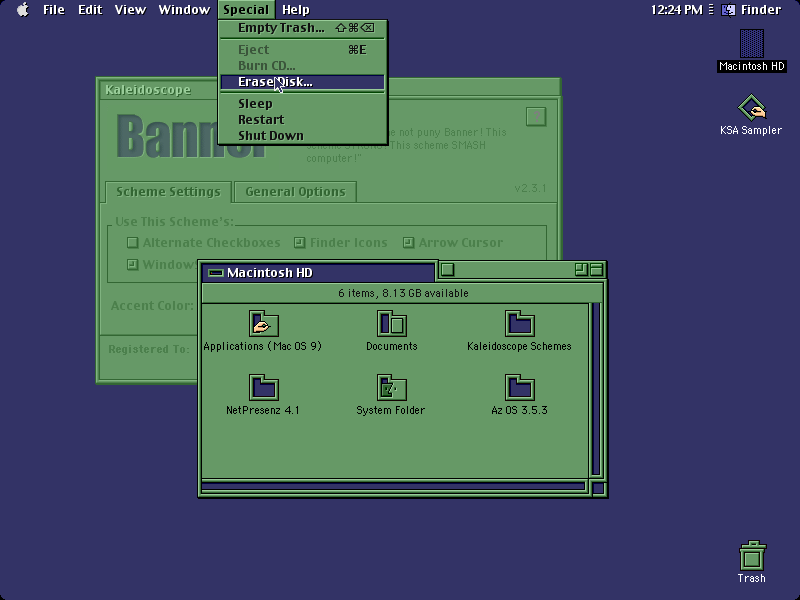 File Edit View Window Special Help 12:24 PM Finder
Empty Trash... ⇧⌘⌫
Eject ⌘E
Burn CD...
Erase Disk...
Sleep
Restart
Shut Down
Macintosh HD
KSA Sampler
Kaleidoscope
?
me not puny Banner! This
This scheme SMASH
computer!"
v2.3.1
Scheme Settings General Options
Use This Scheme's:
Alternate Checkboxes Finder Icons Arrow Cursor
Window
Accent Color:
Registered To:
Macintosh HD
6 items, 8.13 GB available
Applications (Mac OS 9) Documents Kaleidoscope Schemes
NetPresenz 4.1 System Folder Az OS 3.5.3
Trash